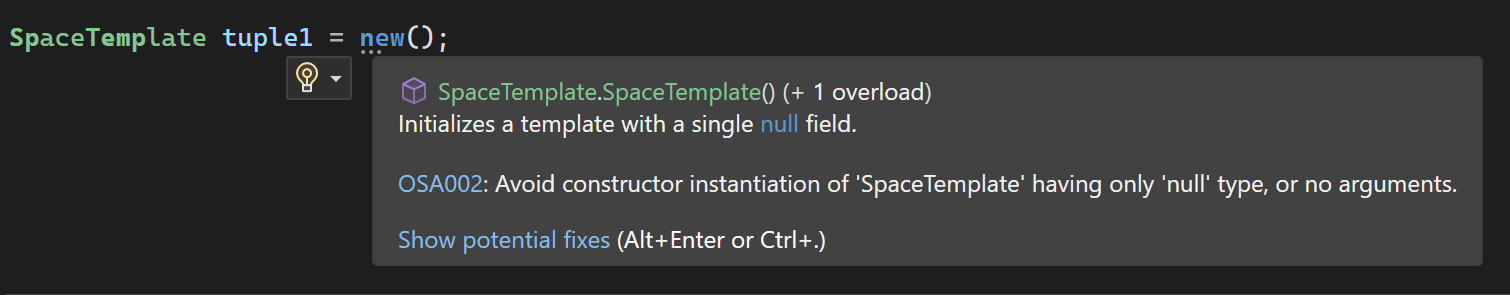 SpaceTemplate tuple1 = new();
SpaceTemplate.SpaceTemplate() (+ 1 overload)
Initializes a template with a single null field.
OSA002: Avoid constructor instantiation of 'SpaceTemplate' having only 'null' type, or no arguments.
Show potential fixes (Alt+Enter or Ctrl+.)